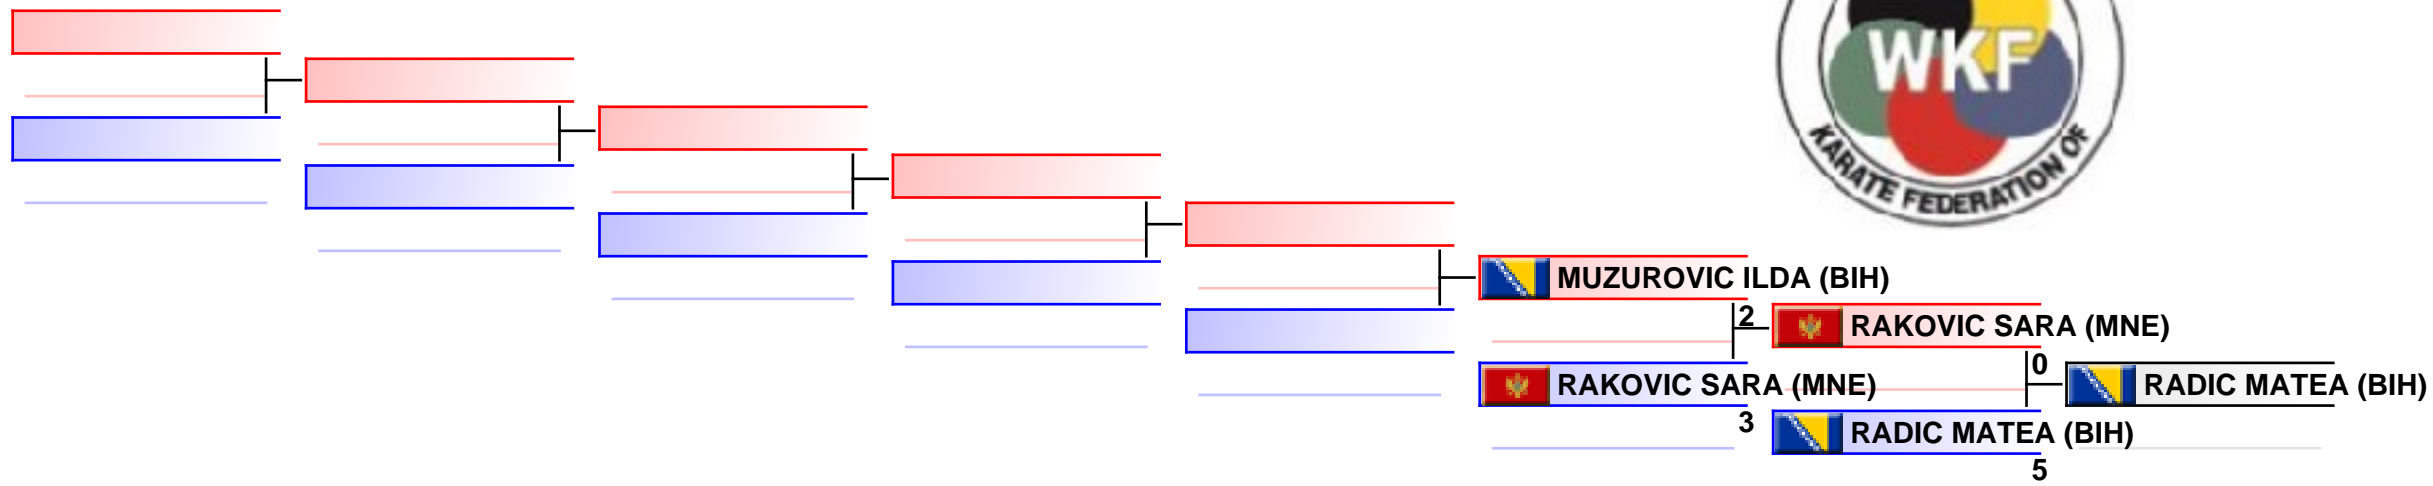 WKF
KARATE FEDERATION OF
MUZUROVIC ILDA (BIH)
2
RAKOVIC SARA (MNE)
0
RAKOVIC SARA (MNE)
RADIC MATEA (BIH)
3
RADIC MATEA (BIH)
5